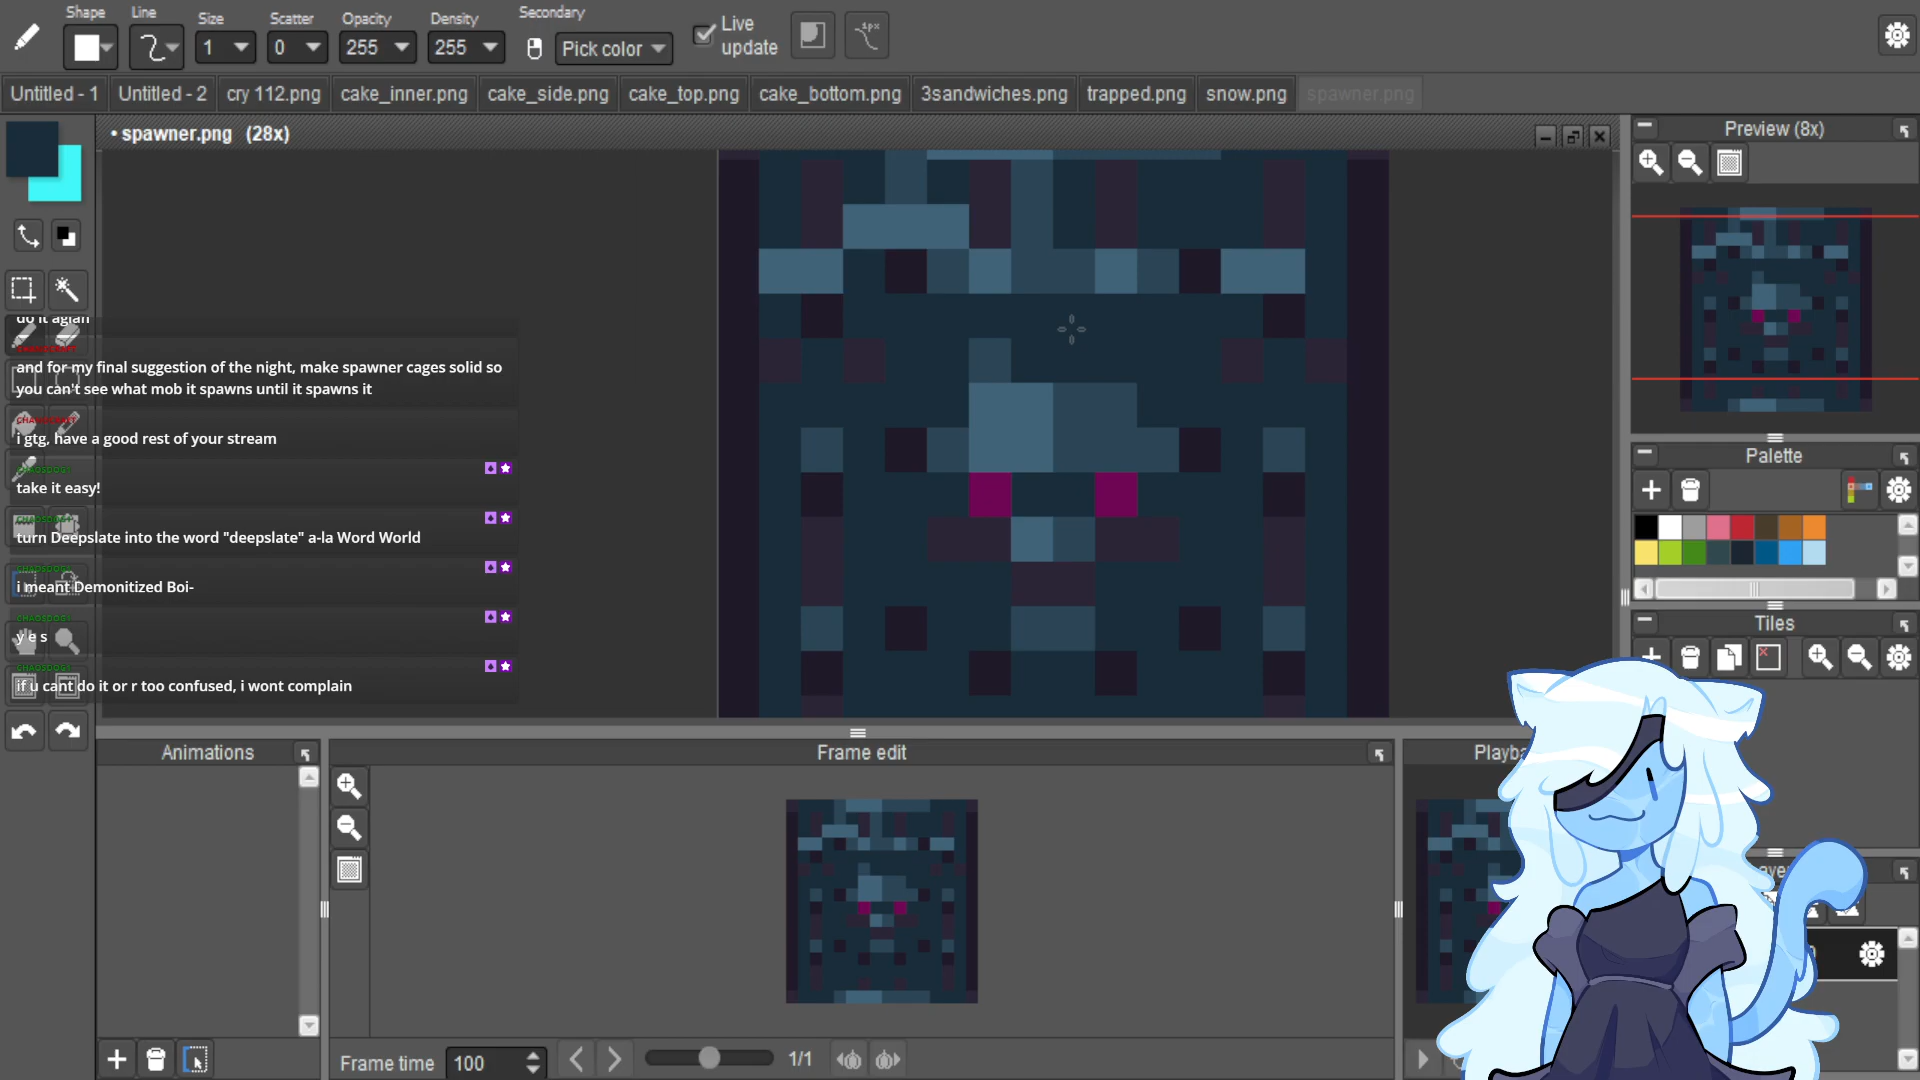 Shape
Line
Size
Scatter
Opacity
Density
Secondary
1
0
255
255
Pick color
Live
update
1px
Untitled - 1
Untitled - 2
cry 112.png
cake_inner.png
cake_side.png
cake_top.png
cake_bottom.png
3sandwiches.png
trapped.png
snow.png
spawner.png
• spawner.png (28x)
Preview (8x)
do it agian
and for my final suggestion of the night, make spawner cages solid so
you can't see what mob it spawns until it spawns it
i gtg, have a good rest of your stream
take it easy!
turn Deepslate into the word "deepslate" a-la Word World
i meant Demonitized Boi-
y e s
if u cant do it or r too confused, i wont complain
Palette
Tiles
Animations
Frame edit
Frame time
100
1/1